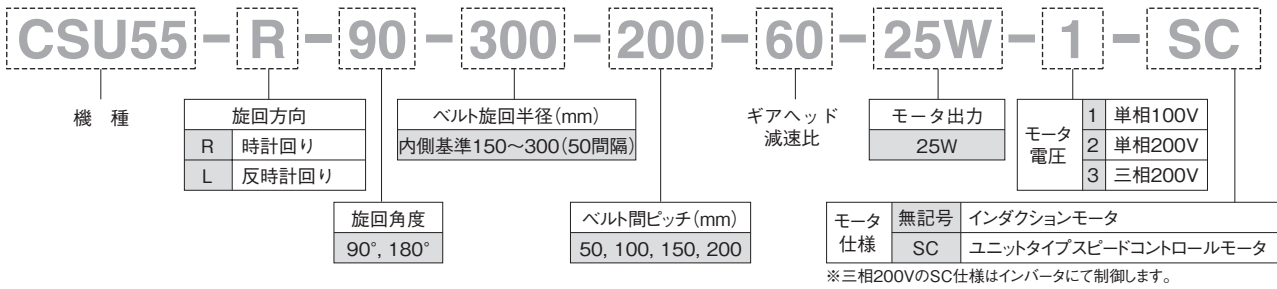 CSU55-R-90-300-200-60-25W-1-SC
機 種
旋回方向
R 時計回り
L 反時計回り
旋回角度
90°, 180°
ベルト旋回半径(mm)
内側基準150～300(50間隔)
ベルト間ピッチ(mm)
50, 100, 150, 200
ギアヘッド
減速比
モータ出力
25W
モータ
電圧
1 単相100V
2 単相200V
3 三相200V
モータ
仕様
無記号 インダクションモータ
SC ユニットタイプスピードコントロールモータ
※三相200VのSC仕様はインバータにて制御します。